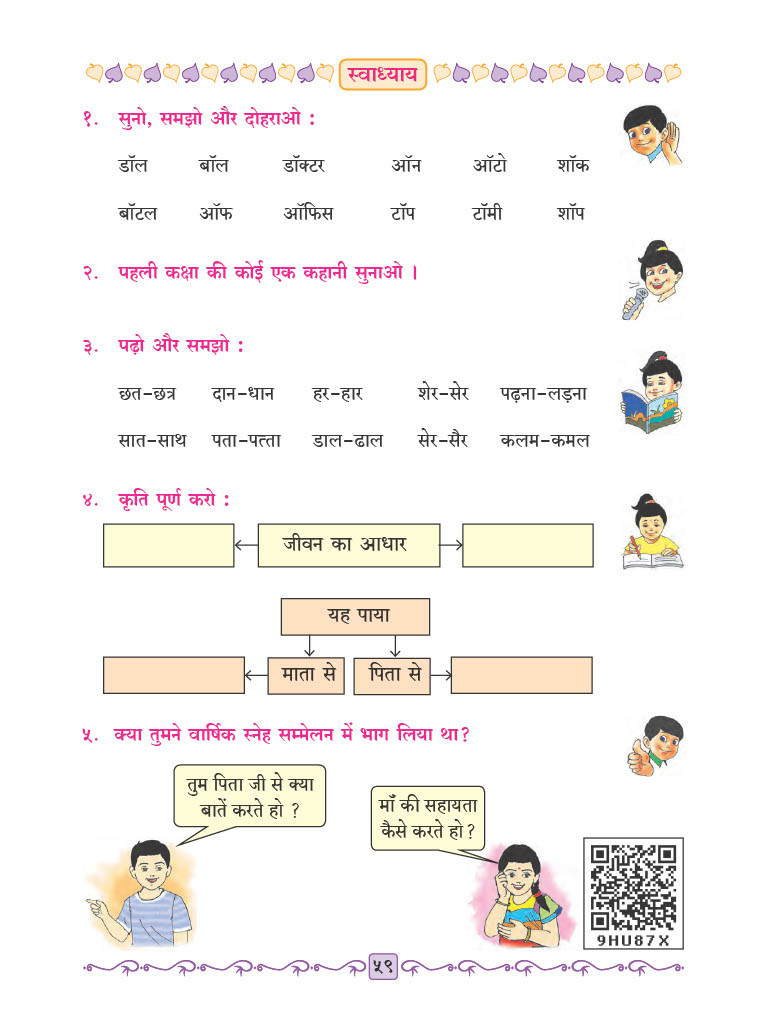 स्वाध्याय
१. सुनो, समझो और दोहराओ :
डॉल बॉल डॉक्टर ऑन ऑटो शॉक
बॉटल ऑफ ऑफिस टॉप टॉमी शॉप
२. पहली कक्षा की कोई एक कहानी सुनाओ ।
३. पढ़ो और समझो :
छत-छत्र दान-धान हर-हार शेर-सेर पढ़ना-लड़ना
सात-साथ पता-पत्ता डाल-ढाल सेर-सैर कलम-कमल
४. कृति पूर्ण करो :
जीवन का आधार
यह पाया
माता से पिता से
५. क्या तुमने वार्षिक स्नेह सम्मेलन में भाग लिया था?
तुम पिता जी से क्या
बातें करते हो ?
माँ की सहायता
कैसे करते हो?
9HU87X
५९